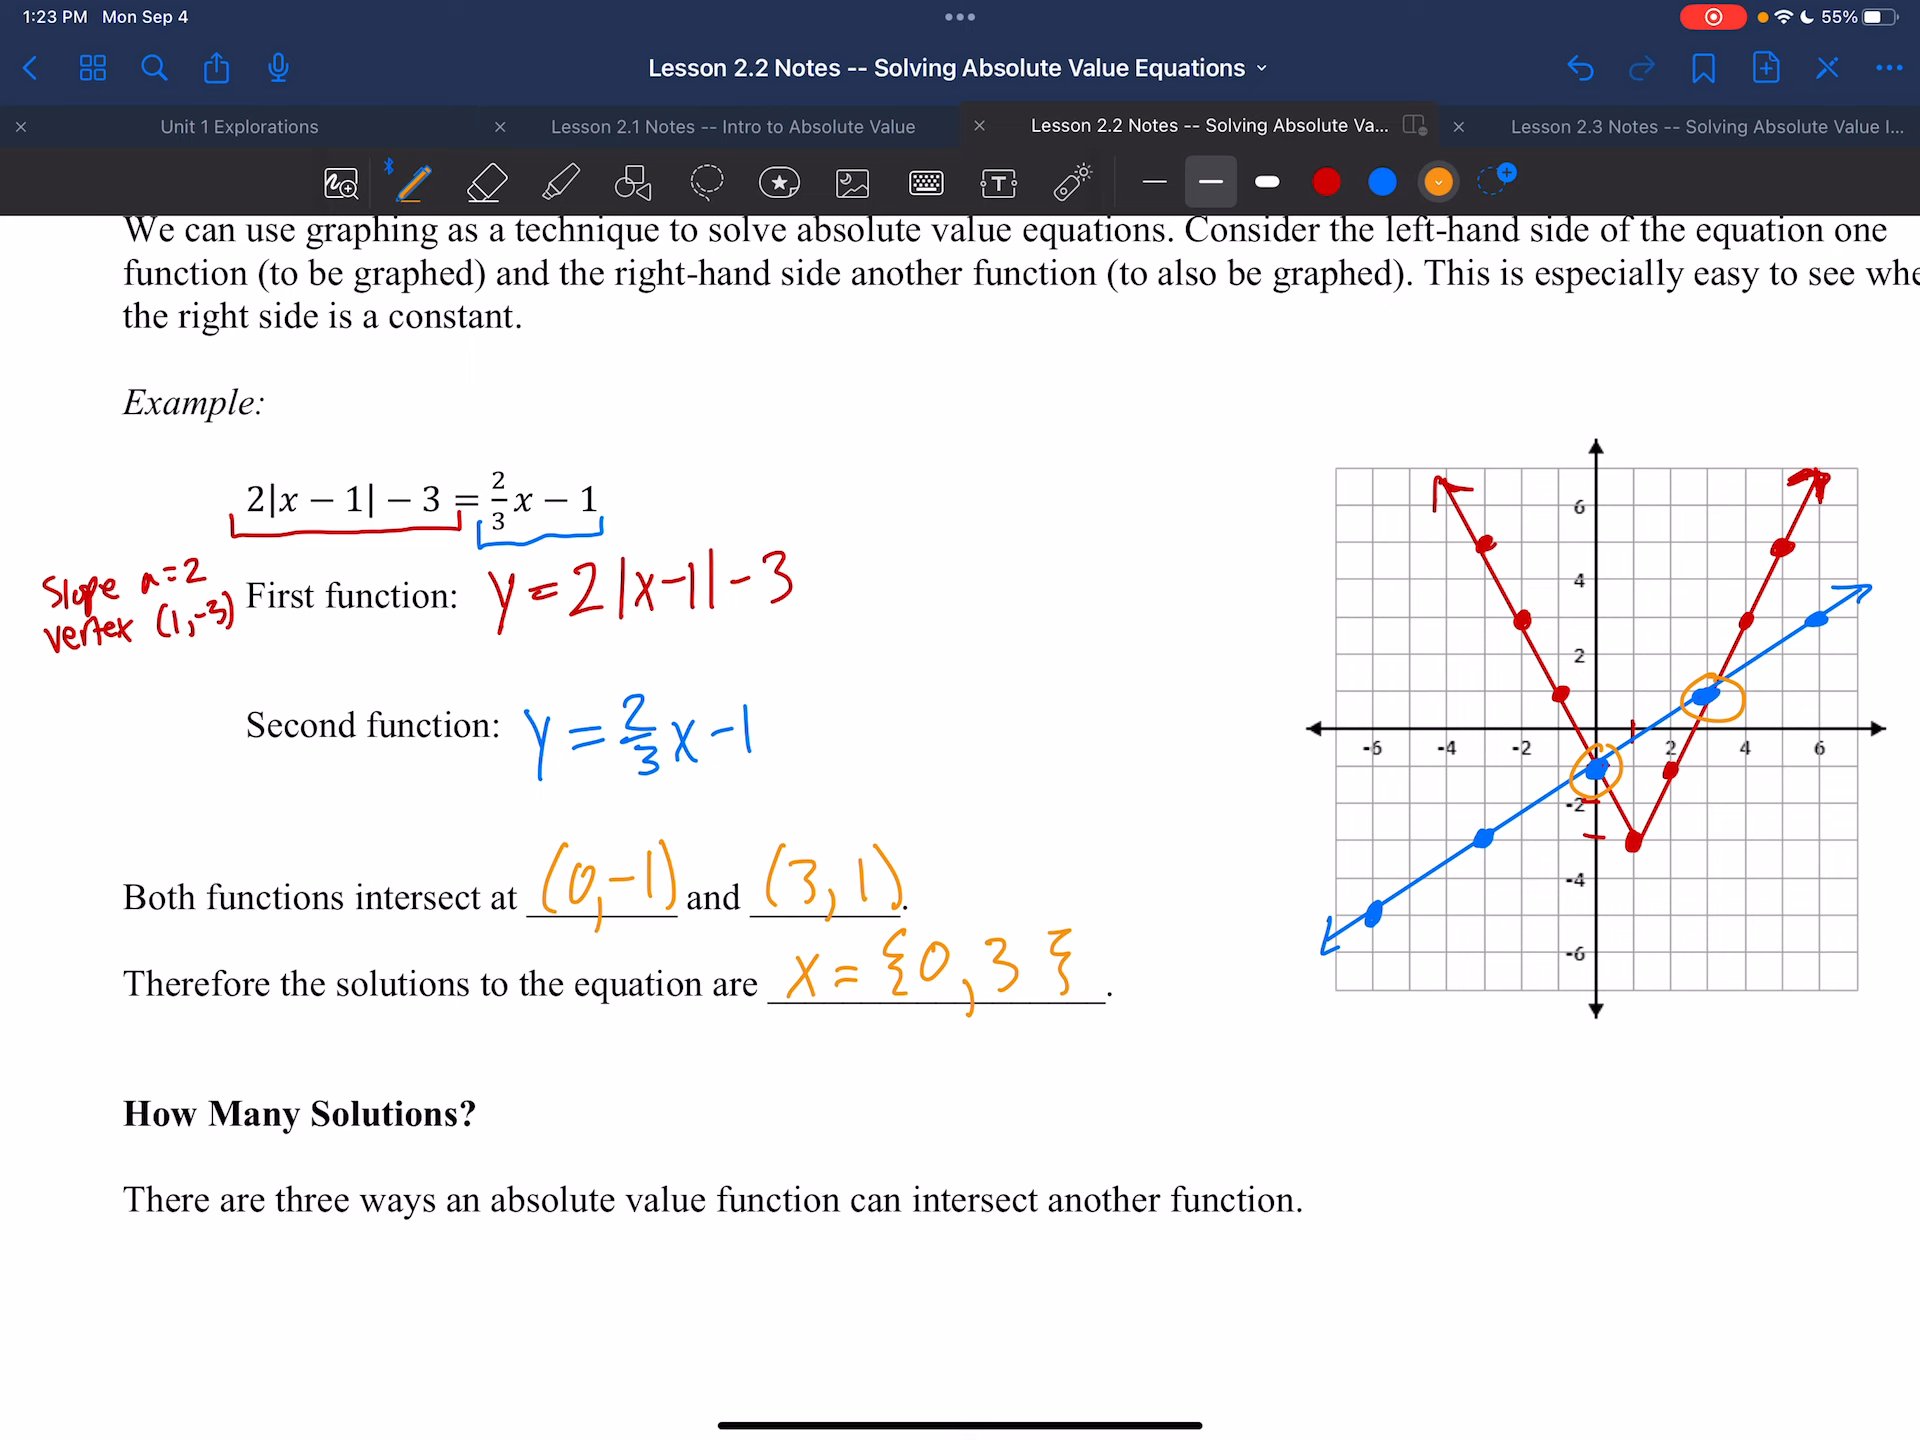 1:23 PM Mon Sep 4
55%
Lesson 2.2 Notes -- Solving Absolute Value Equations
Unit 1 Explorations
Lesson 2.1 Notes -- Intro to Absolute Value
Lesson 2.2 Notes -- Solving Absolute Va...
Lesson 2.3 Notes -- Solving Absolute Value I...
We can use graphing as a technique to solve absolute value equations. Consider the left-hand side of the equation one
function (to be graphed) and the right-hand side another function (to also be graphed). This is especially easy to see whe
the right side is a constant.
Example:
2|x − 1| − 3 = 2/3 x − 1
Slope a=2
vertex (1,-3)
First function: y = 2|x-1|-3
Second function: y = 2/3 x-1
Both functions intersect at (0,-1) and (3,1).
Therefore the solutions to the equation are x = {0,3}.
6
4
2
-6 -4 -2 2 4 6
-2
-4
-6
How Many Solutions?
There are three ways an absolute value function can intersect another function.